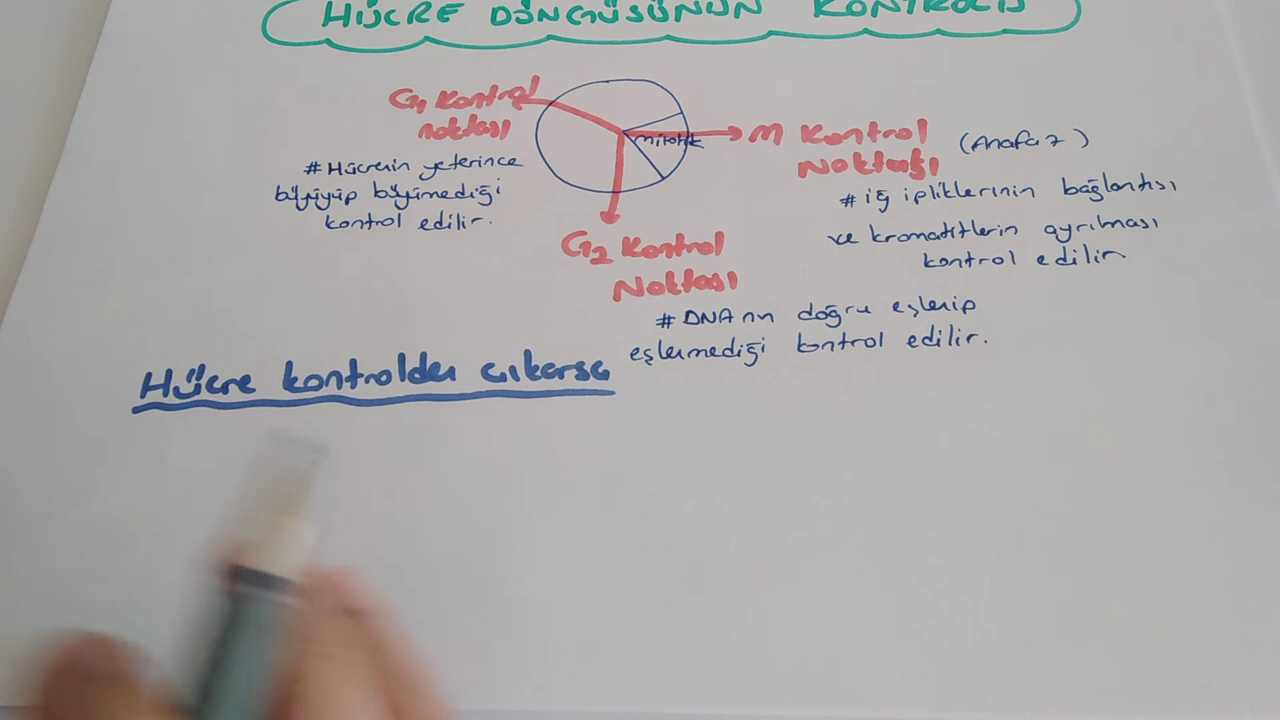 HÜCRE DÖNGÜSÜNÜN KONTROLÜ
G1 Kontrol
noktası
# Hücrenin yeterince
büyüyüp büyümediği
kontrol edilir.
mitotik
M Kontrol
Noktası
(Anafaz)
# iğ ipliklerinin bağlantısı
ve kromatitlerin ayrılması
kontrol edilir
G2 Kontrol
Noktası
# DNA nın doğru eşlenip
eşlenmediği kontrol edilir.
Hücre kontrolden çıkarsa